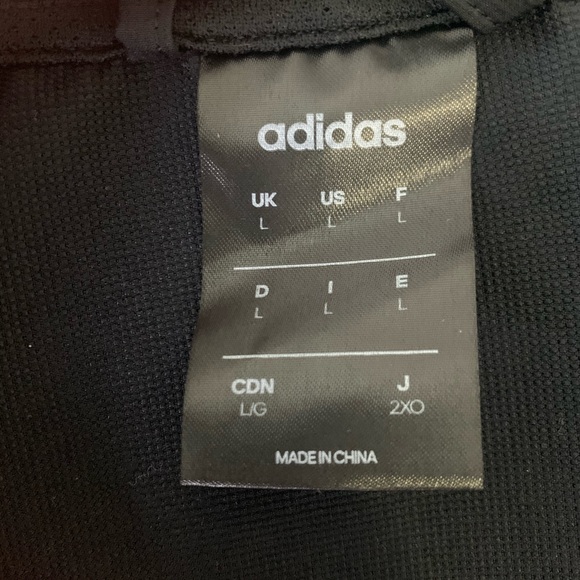 adidas
UK US F
L L L
D I E
L L L
CDN J
L/G 2XO
MADE IN CHINA